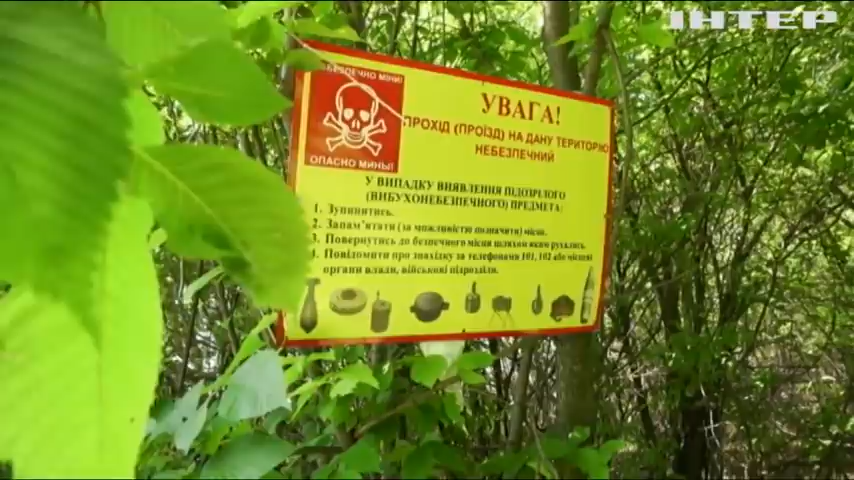 ІНТЕР
НЕБЕЗПЕЧНО МІНИ!
УВАГА!
ПРОХІД (ПРОЇЗД) НА ДАНУ ТЕРИТОРІЮ
НЕБЕЗПЕЧНИЙ
ОПАСНО МИНЫ!
У ВИПАДКУ ВИЯВЛЕННЯ ПІДОЗРІЛОГО
(ВИБУХОНЕБЕЗПЕЧНОГО) ПРЕДМЕТА:
1. Зупинитись.
2. Запам'ятати (за можливістю позначити) місце.
3. Повернутись до безпечного місця шляхом яким рухались.
4. Повідомити про знахідку за телефонами 101, 102 або місцеві
органи влади, військові підрозділи.